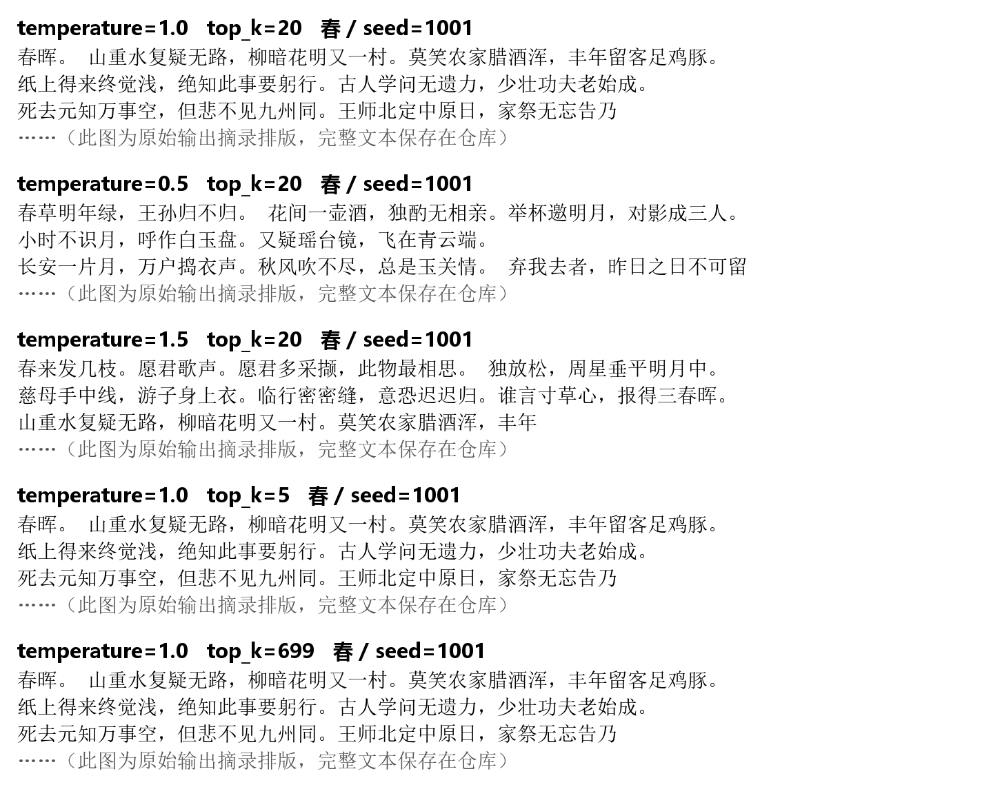 temperature=1.0 top_k=20 春 / seed=1001
春晖。 山重水复疑无路，柳暗花明又一村。莫笑农家腊酒浑，丰年留客足鸡豚。
纸上得来终觉浅，绝知此事要躬行。古人学问无遗力，少壮功夫老始成。
死去元知万事空，但悲不见九州同。王师北定中原日，家祭无忘告乃
……（此图为原始输出摘录排版，完整文本保存在仓库）
temperature=0.5 top_k=20 春 / seed=1001
春草明年绿，王孙归不归。 花间一壶酒，独酌无相亲。举杯邀明月，对影成三人。
小时不识月，呼作白玉盘。又疑瑶台镜，飞在青云端。
长安一片月，万户捣衣声。秋风吹不尽，总是玉关情。 弃我去者，昨日之日不可留
……（此图为原始输出摘录排版，完整文本保存在仓库）
temperature=1.5 top_k=20 春 / seed=1001
春来发几枝。愿君歌声。愿君多采撷，此物最相思。 独放松，周星垂平明月中。
慈母手中线，游子身上衣。临行密密缝，意恐迟迟归。谁言寸草心，报得三春晖。
山重水复疑无路，柳暗花明又一村。莫笑农家腊酒浑，丰年
……（此图为原始输出摘录排版，完整文本保存在仓库）
temperature=1.0 top_k=5 春 / seed=1001
春晖。 山重水复疑无路，柳暗花明又一村。莫笑农家腊酒浑，丰年留客足鸡豚。
纸上得来终觉浅，绝知此事要躬行。古人学问无遗力，少壮功夫老始成。
死去元知万事空，但悲不见九州同。王师北定中原日，家祭无忘告乃
……（此图为原始输出摘录排版，完整文本保存在仓库）
temperature=1.0 top_k=699 春 / seed=1001
春晖。 山重水复疑无路，柳暗花明又一村。莫笑农家腊酒浑，丰年留客足鸡豚。
纸上得来终觉浅，绝知此事要躬行。古人学问无遗力，少壮功夫老始成。
死去元知万事空，但悲不见九州同。王师北定中原日，家祭无忘告乃
……（此图为原始输出摘录排版，完整文本保存在仓库）